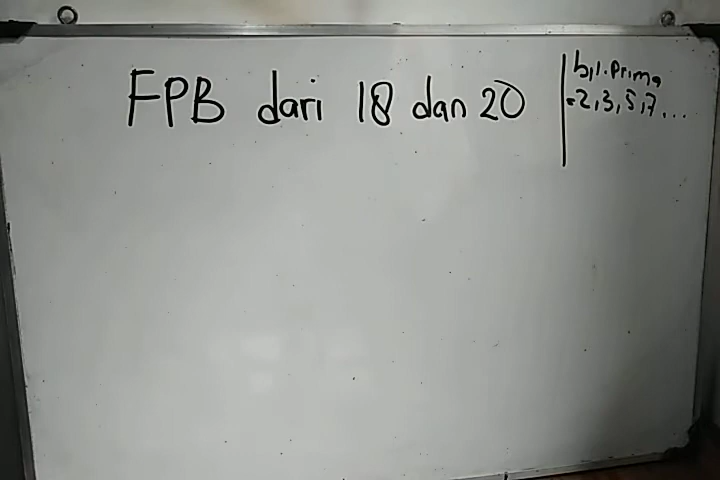 FPB dari 18 dan 20
bil. prima
= 2, 3, 5, 7 ...